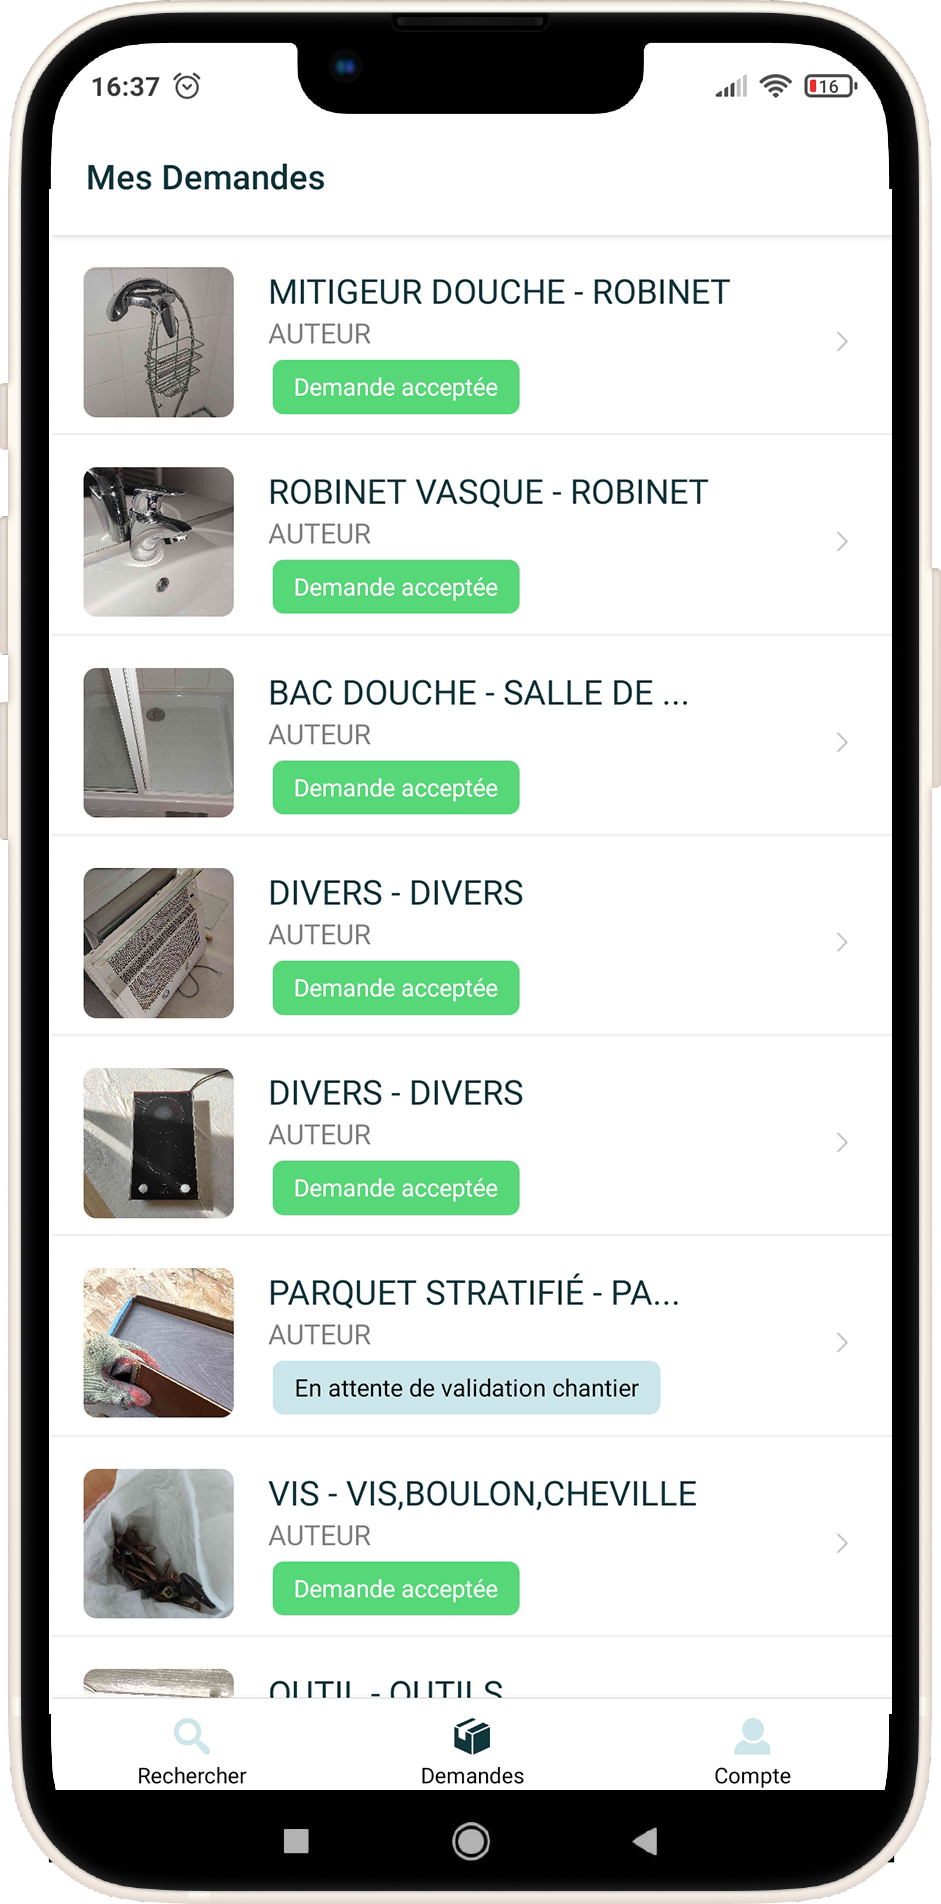 16:37
16
Mes Demandes
MITIGEUR DOUCHE - ROBINET
AUTEUR
Demande acceptée
ROBINET VASQUE - ROBINET
AUTEUR
Demande acceptée
BAC DOUCHE - SALLE DE ...
AUTEUR
Demande acceptée
DIVERS - DIVERS
AUTEUR
Demande acceptée
DIVERS - DIVERS
AUTEUR
Demande acceptée
PARQUET STRATIFIÉ - PA...
AUTEUR
En attente de validation chantier
VIS - VIS,BOULON,CHEVILLE
AUTEUR
Demande acceptée
OUTIL - OUTILS
Rechercher
Demandes
Compte